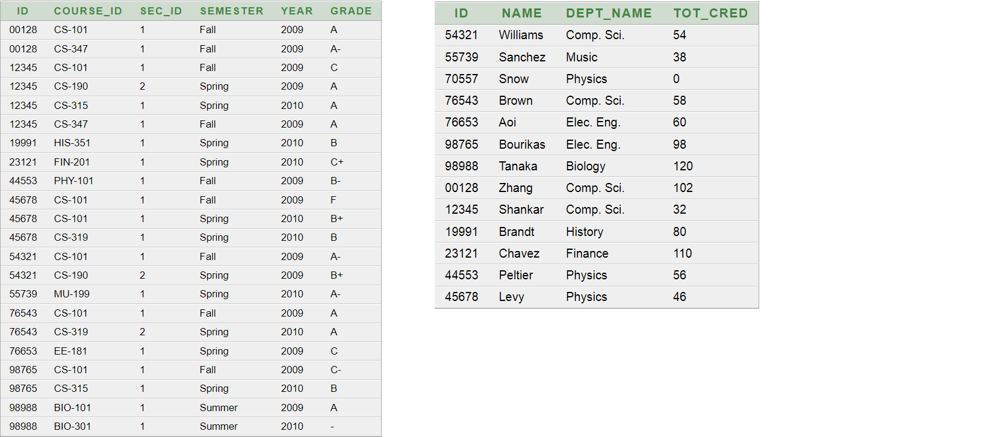 ID COURSE_ID SEC_ID SEMESTER YEAR GRADE
00128 CS-101 1 Fall 2009 A
00128 CS-347 1 Fall 2009 A-
12345 CS-101 1 Fall 2009 C
12345 CS-190 2 Spring 2009 A
12345 CS-315 1 Spring 2010 A
12345 CS-347 1 Fall 2009 A
19991 HIS-351 1 Spring 2010 B
23121 FIN-201 1 Spring 2010 C+
44553 PHY-101 1 Fall 2009 B-
45678 CS-101 1 Fall 2009 F
45678 CS-101 1 Spring 2010 B+
45678 CS-319 1 Spring 2010 B
54321 CS-101 1 Fall 2009 A-
54321 CS-190 2 Spring 2009 B+
55739 MU-199 1 Spring 2010 A-
76543 CS-101 1 Fall 2009 A
76543 CS-319 2 Spring 2010 A
76653 EE-181 1 Spring 2009 C
98765 CS-101 1 Fall 2009 C-
98765 CS-315 1 Spring 2010 B
98988 BIO-101 1 Summer 2009 A
98988 BIO-301 1 Summer 2010 -
ID NAME DEPT_NAME TOT_CRED
54321 Williams Comp. Sci. 54
55739 Sanchez Music 38
70557 Snow Physics 0
76543 Brown Comp. Sci. 58
76653 Aoi Elec. Eng. 60
98765 Bourikas Elec. Eng. 98
98988 Tanaka Biology 120
00128 Zhang Comp. Sci. 102
12345 Shankar Comp. Sci. 32
19991 Brandt History 80
23121 Chavez Finance 110
44553 Peltier Physics 56
45678 Levy Physics 46